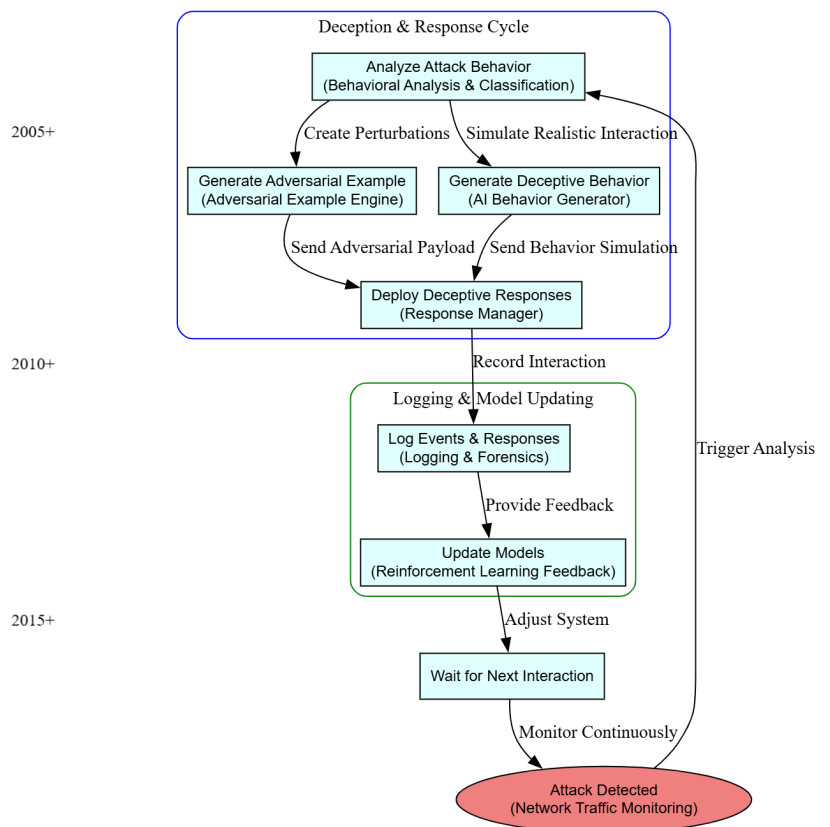 Deception & Response Cycle
Analyze Attack Behavior
(Behavioral Analysis & Classification)
2005+
Create Perturbations
Simulate Realistic Interaction
Generate Adversarial Example
(Adversarial Example Engine)
Generate Deceptive Behavior
(AI Behavior Generator)
Send Adversarial Payload
Send Behavior Simulation
Deploy Deceptive Responses
(Response Manager)
2010+
Record Interaction
Logging & Model Updating
Log Events & Responses
(Logging & Forensics)
Trigger Analysis
Provide Feedback
Update Models
(Reinforcement Learning Feedback)
2015+
Adjust System
Wait for Next Interaction
Monitor Continuously
Attack Detected
(Network Traffic Monitoring)